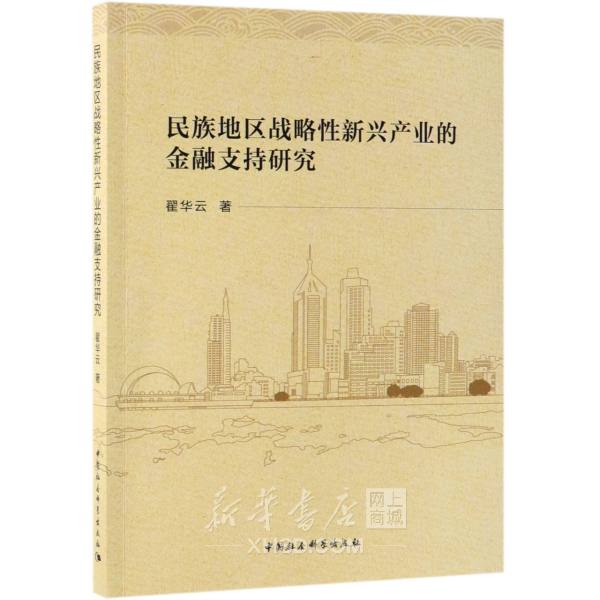 民族地区战略性新兴产业的金融支持研究
翟华云 著
民族地区战略性新兴产业的
金融支持研究
翟华云 著
新华书店
网上
商城
XHSD.COM
中国社会科学出版社
中国社会科学出版社